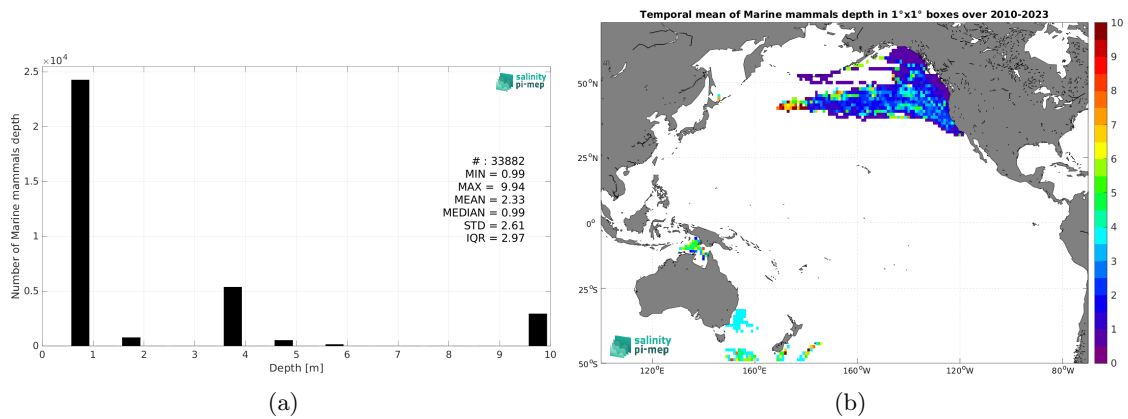 ×10⁴
2.5
2
1.5
1
0.5
0
Number of Marine mammals depth
0 1 2 3 4 5 6 7 8 9 10
Depth [m]
salinity
pi-mep
# : 33882
MIN = 0.99
MAX = 9.94
MEAN = 2.33
MEDIAN = 0.99
STD = 2.61
IQR = 2.97
(a)
Temporal mean of Marine mammals depth in 1°x1° boxes over 2010-2023
50°N
25°N
0°
25°S
50°S
120°E 160°E 160°W 120°W 80°W
salinity
pi-mep
10
9
8
7
6
5
4
3
2
1
0
(b)